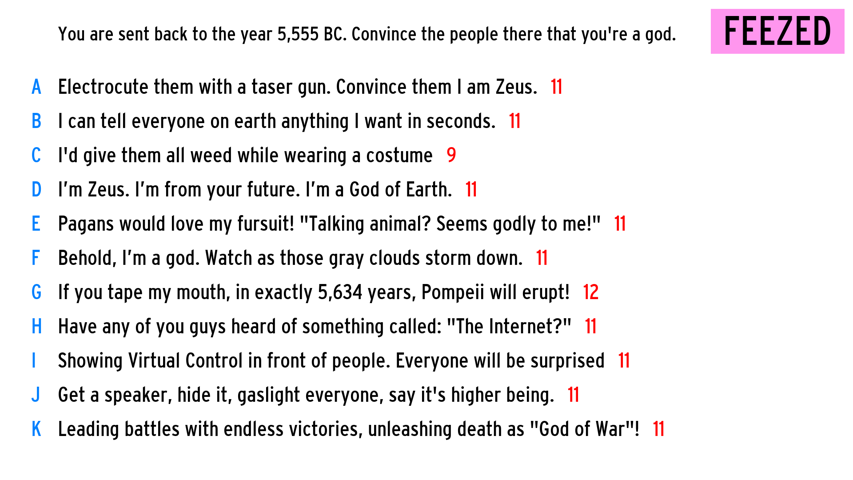 You are sent back to the year 5,555 BC. Convince the people there that you're a god.
FEEZED
A Electrocute them with a taser gun. Convince them I am Zeus. 11
B I can tell everyone on earth anything I want in seconds. 11
C I'd give them all weed while wearing a costume 9
D I’m Zeus. I’m from your future. I’m a God of Earth. 11
E Pagans would love my fursuit! "Talking animal? Seems godly to me!" 11
F Behold, I’m a god. Watch as those gray clouds storm down. 11
G If you tape my mouth, in exactly 5,634 years, Pompeii will erupt! 12
H Have any of you guys heard of something called: "The Internet?" 11
I Showing Virtual Control in front of people. Everyone will be surprised 11
J Get a speaker, hide it, gaslight everyone, say it's higher being. 11
K Leading battles with endless victories, unleashing death as "God of War"! 11